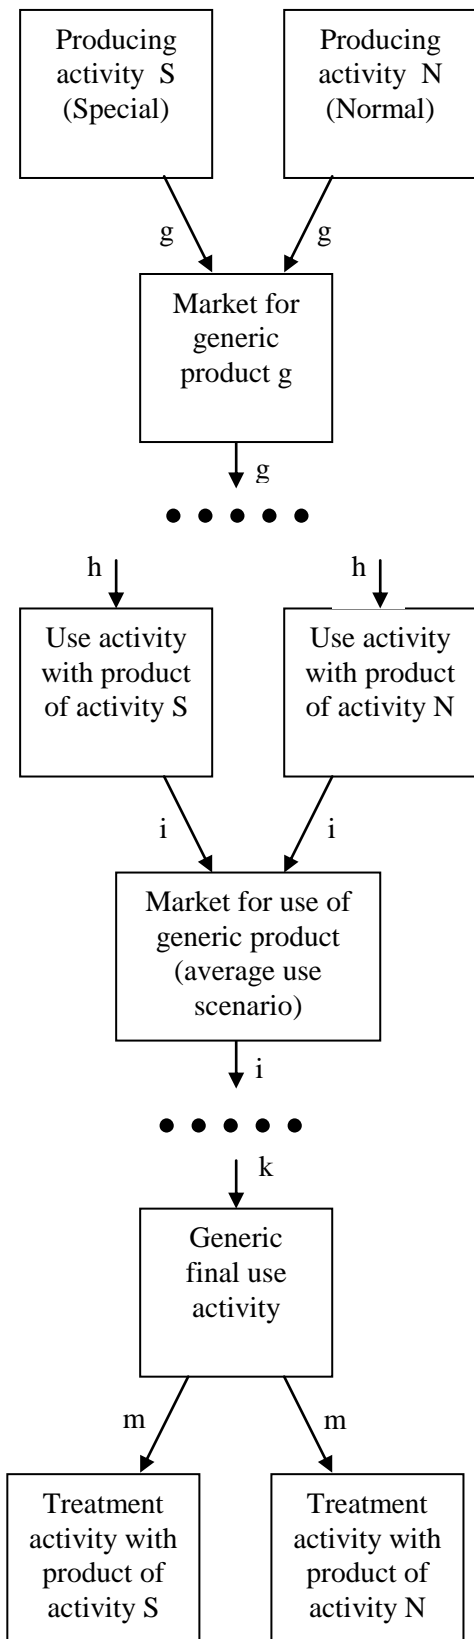 Producing
activity S
(Special)
Producing
activity N
(Normal)
g
g
Market for
generic
product g
g
h
h
Use activity
with product
of activity S
Use activity
with product
of activity N
i
i
Market for use of
generic product
(average use
scenario)
i
k
Generic
final use
activity
m
m
Treatment
activity with
product of
activity S
Treatment
activity with
product of
activity N